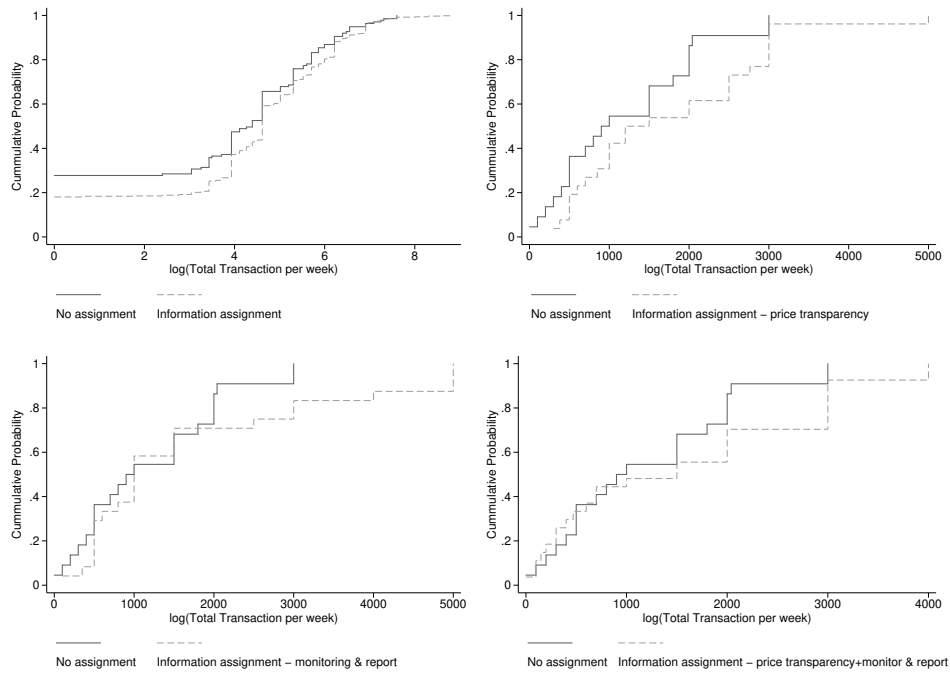 Cummulative Probability
1
.8
.6
.4
.2
0
0 2 4 6 8
log(Total Transaction per week)
No assignment Information assignment
Cummulative Probability
1
.8
.6
.4
.2
0
0 1000 2000 3000 4000 5000
log(Total Transaction per week)
No assignment Information assignment − price transparency
Cummulative Probability
1
.8
.6
.4
.2
0
0 1000 2000 3000 4000 5000
log(Total Transaction per week)
No assignment Information assignment − monitoring & report
Cummulative Probability
1
.8
.6
.4
.2
0
0 1000 2000 3000 4000
log(Total Transaction per week)
No assignment Information assignment − price transparency+monitor & report